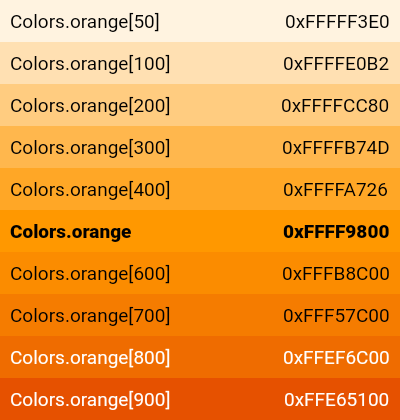 Colors.orange[50] 0xFFFFF3E0
Colors.orange[100] 0xFFFFE0B2
Colors.orange[200] 0xFFFFCC80
Colors.orange[300] 0xFFFFB74D
Colors.orange[400] 0xFFFFA726
Colors.orange 0xFFFF9800
Colors.orange[600] 0xFFFB8C00
Colors.orange[700] 0xFFF57C00
Colors.orange[800] 0xFFEF6C00
Colors.orange[900] 0xFFE65100